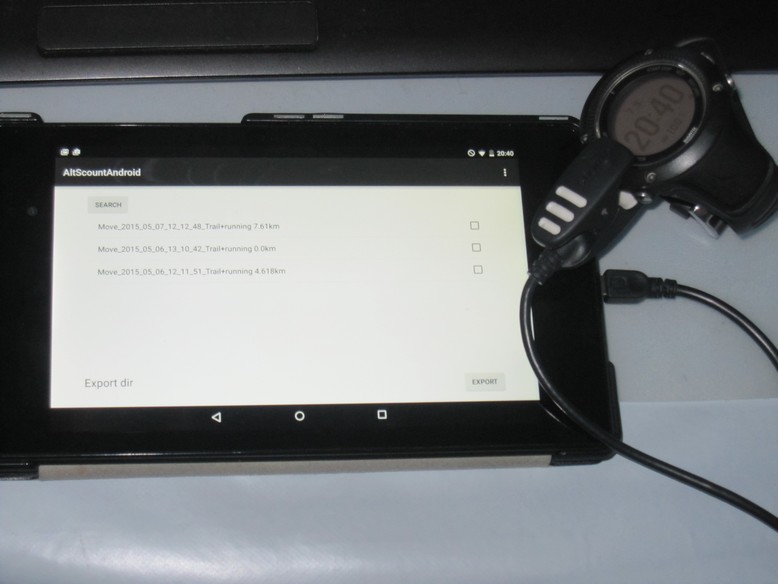 20:40
AltScountAndroid
SEARCH
Move_2015_05_07_12_12_48_Trail+running 7.61km
Move_2015_05_06_13_10_42_Trail+running 0.0km
Move_2015_05_06_12_11_51_Trail+running 4.618km
Export dir
EXPORT
20:40